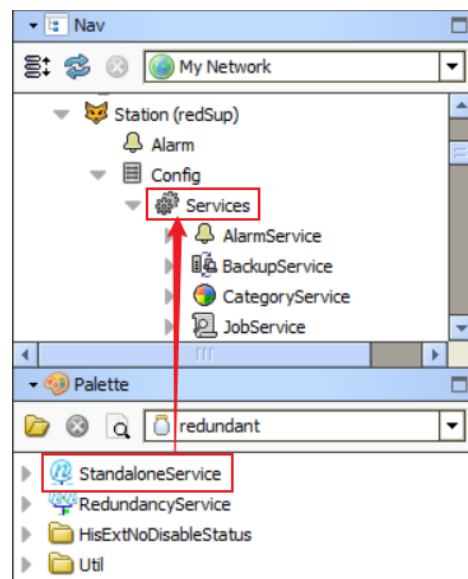 Nav
My Network
Station (redSup)
Alarm
Config
Services
AlarmService
BackupService
CategoryService
JobService
Palette
redundant
StandaloneService
RedundancyService
HisExtNoDisableStatus
Util